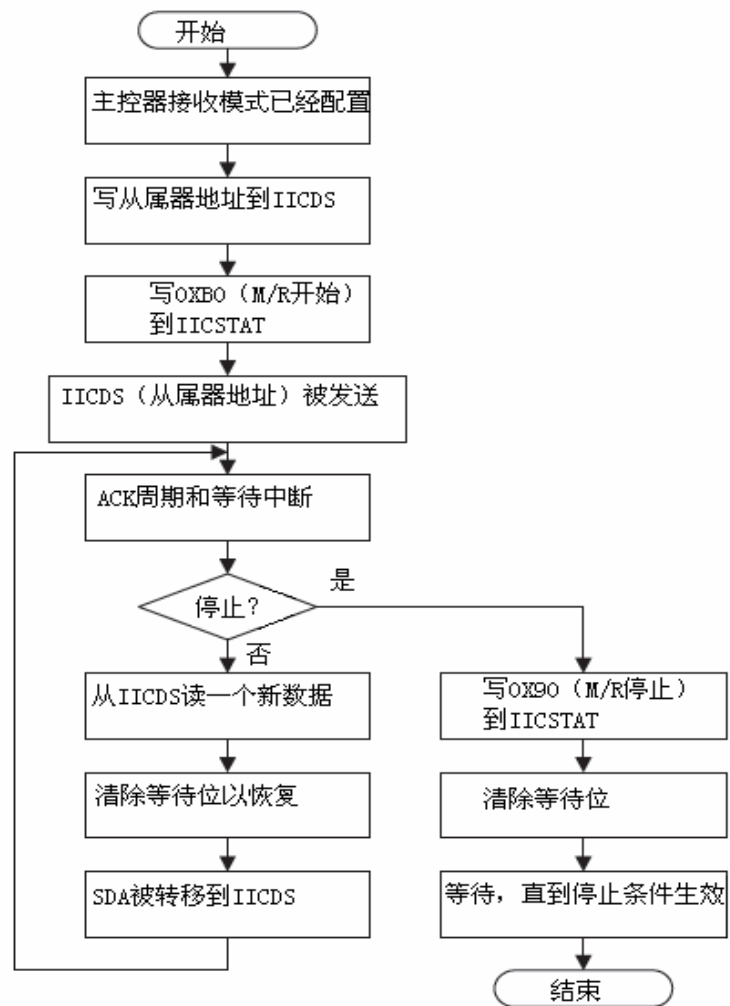 开始
主控器接收模式已经配置
写从属器地址到IICDS
写0XB0（M/R开始）
到IICSTAT
IICDS（从属器地址）被发送
ACK周期和等待中断
停止？
是
否
从IICDS读一个新数据
清除等待位以恢复
SDA被转移到IICDS
写0X90（M/R停止）
到IICSTAT
清除等待位
等待，直到停止条件生效
结束